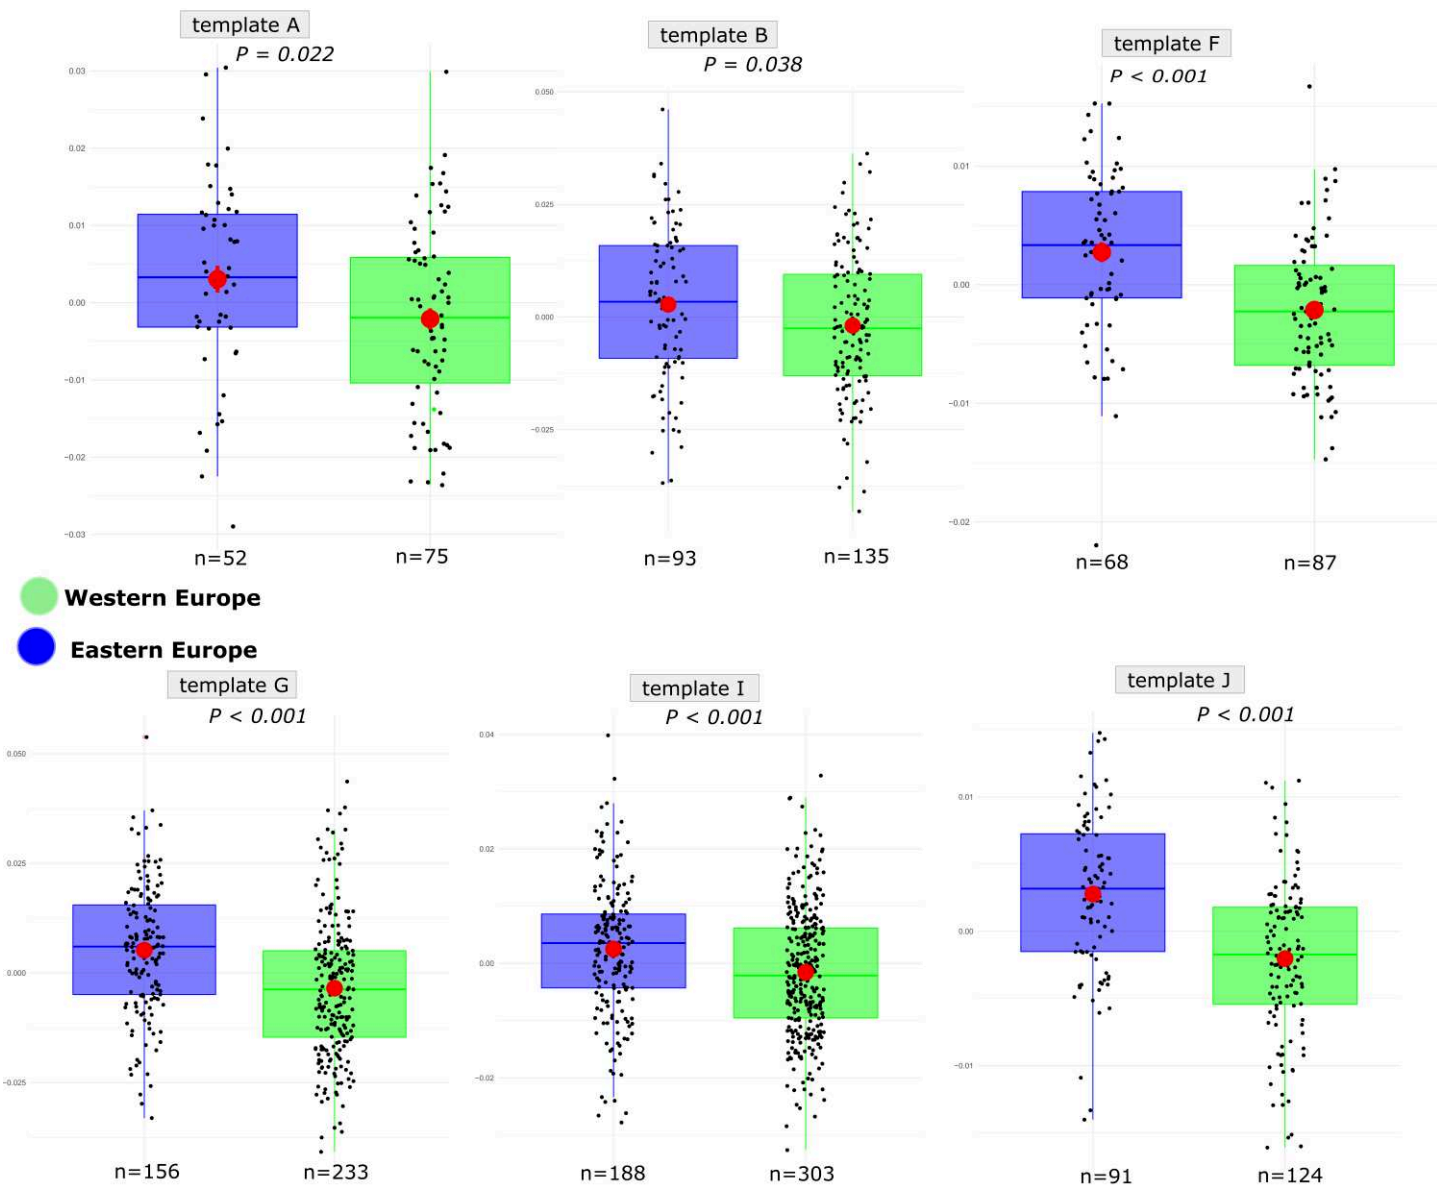 template A
P = 0.022
0.03
0.02
0.01
0.00
−0.01
−0.02
−0.03
n=52
n=75
template B
P = 0.038
0.050
0.025
0.000
−0.025
n=93
n=135
template F
P < 0.001
0.01
0.00
−0.01
−0.02
n=68
n=87
Western Europe
Eastern Europe
template G
P < 0.001
0.050
0.025
0.000
−0.025
n=156
n=233
template I
P < 0.001
0.04
0.02
0.00
−0.02
n=188
n=303
template J
P < 0.001
0.01
0.00
−0.01
n=91
n=124